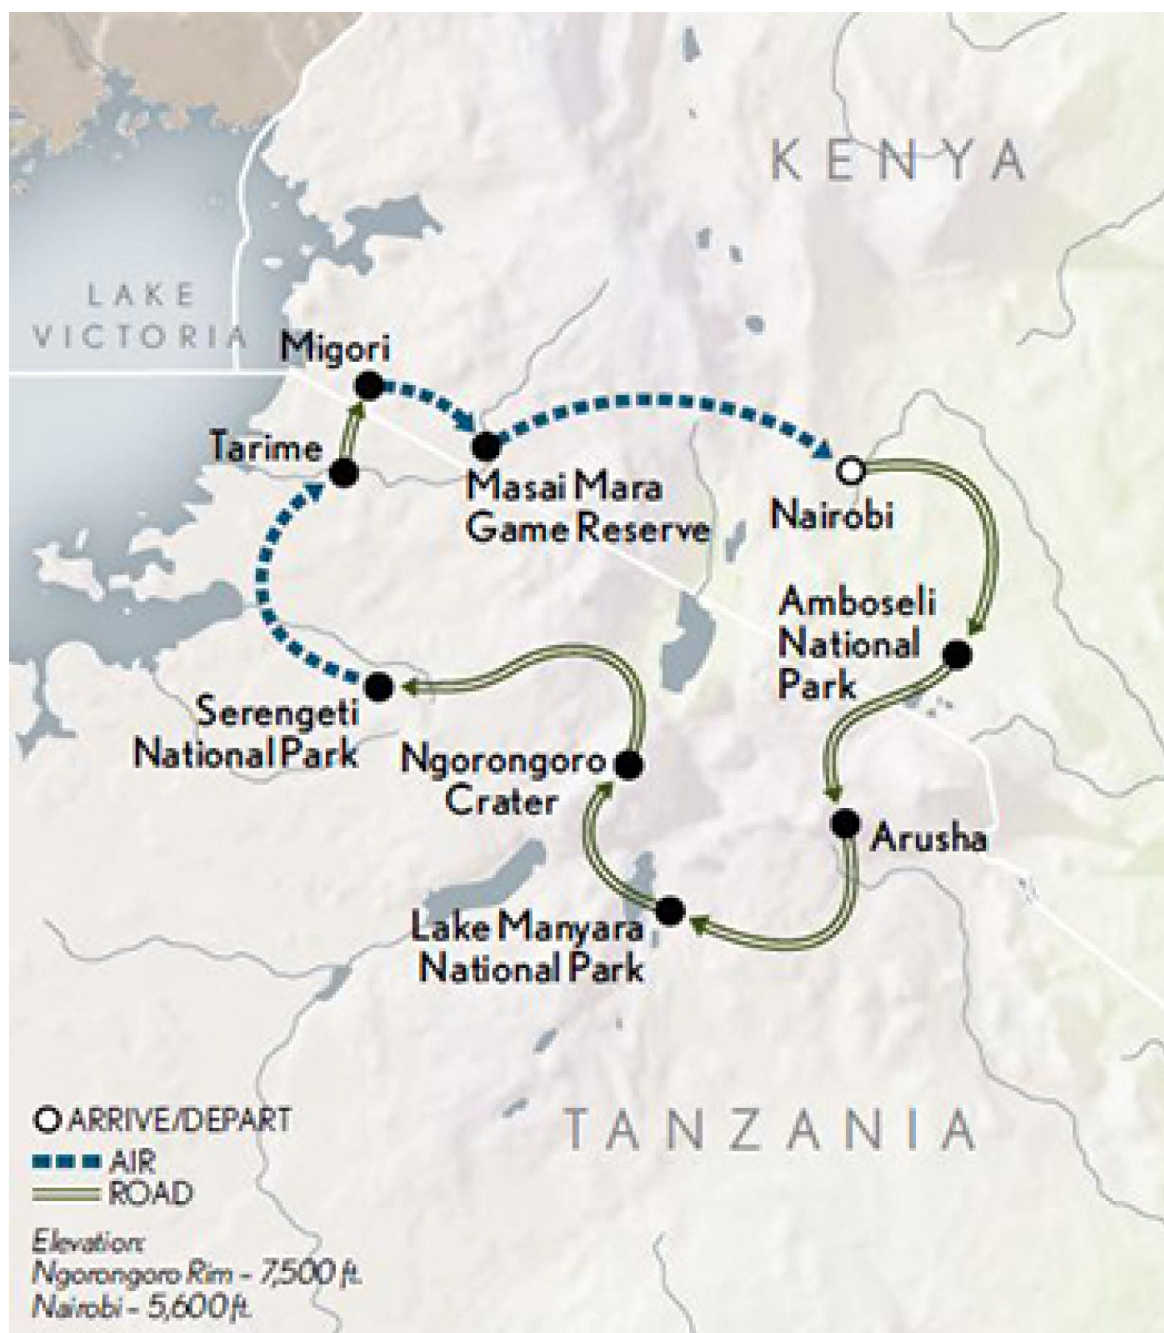 KENYA
LAKE
VICTORIA
Migori
Tarime
Masai Mara
Game Reserve
Nairobi
Amboseli
National
Park
Serengeti
National Park
Ngorongoro
Crater
Arusha
Lake Manyara
National Park
TANZANIA
ARRIVE/DEPART
AIR
ROAD
Elevation:
Ngorongoro Rim – 7,500 ft.
Nairobi – 5,600 ft.